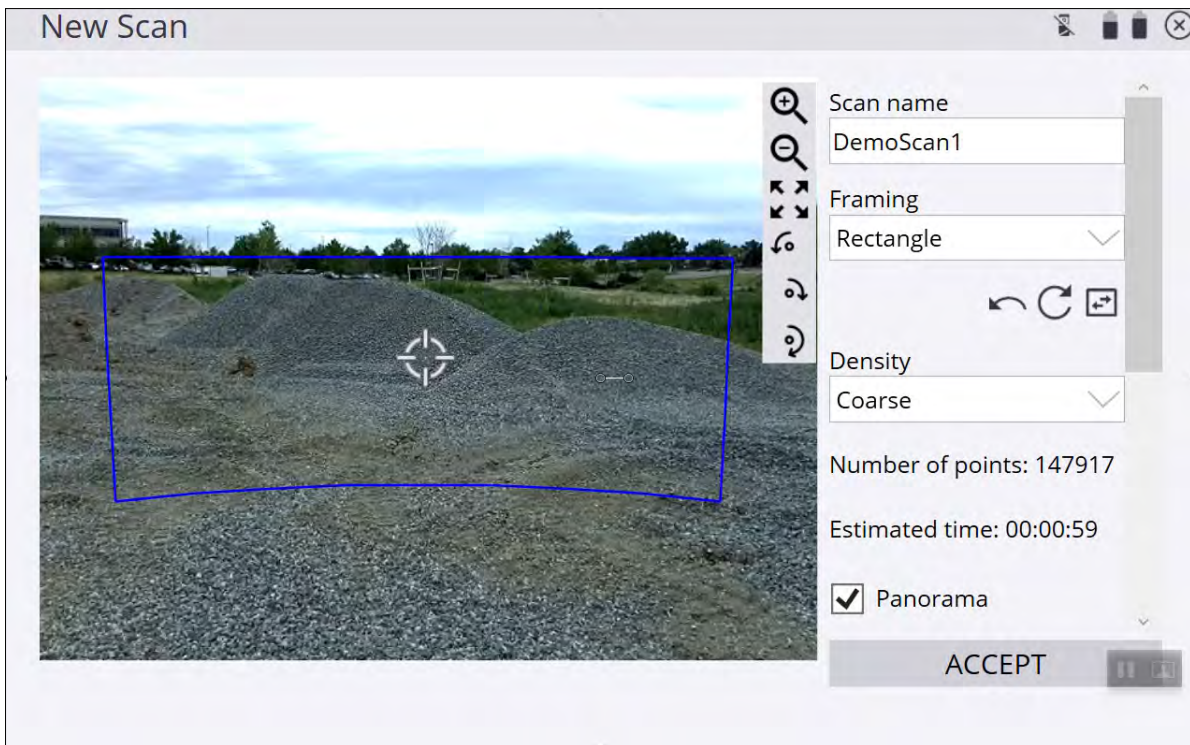 New Scan
Scan name
DemoScan1
Framing
Rectangle
Density
Coarse
Number of points: 147917
Estimated time: 00:00:59
Panorama
ACCEPT